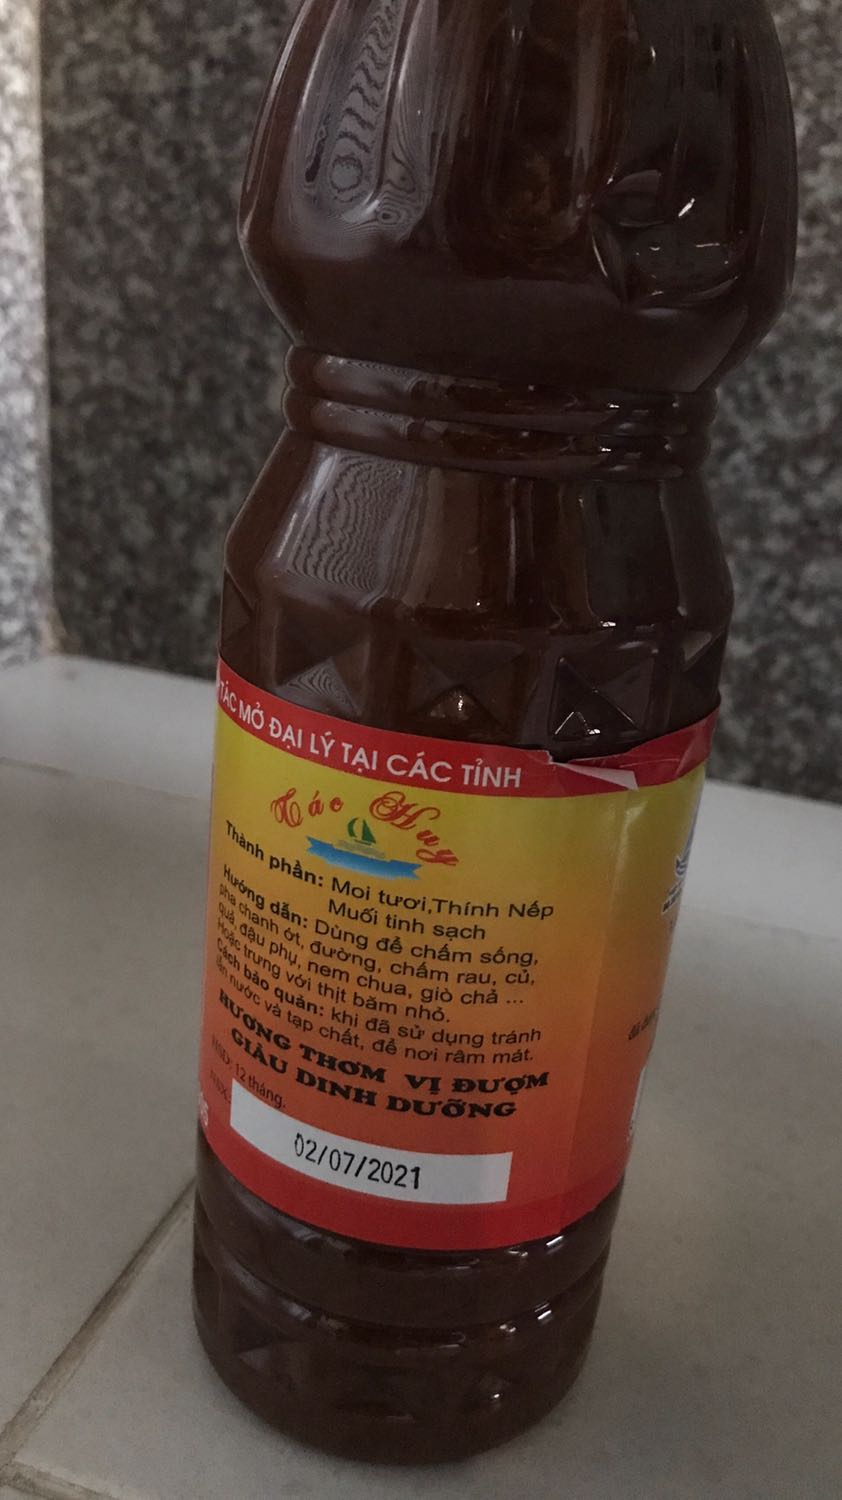 TÁC MỞ ĐẠI LÝ TẠI CÁC TỈNH
Huy
Thành phần: Moi tươi,Thính Nếp
Muối tinh sạch
Hướng dẫn: Dùng để chấm sống,
pha chanh ớt, đường, chấm rau, củ,
quả, đậu phụ, nem chua, giò chả ...
Hoặc trưng với thịt băm nhỏ.
Cách bảo quản: khi đã sử dụng tránh
lẫn nước và tạp chất, để nơi râm mát.
HƯƠNG THƠM VỊ ĐƯỢM
GIÀU DINH DƯỠNG
HSD: 12 tháng.
NSX:
02/07/2021